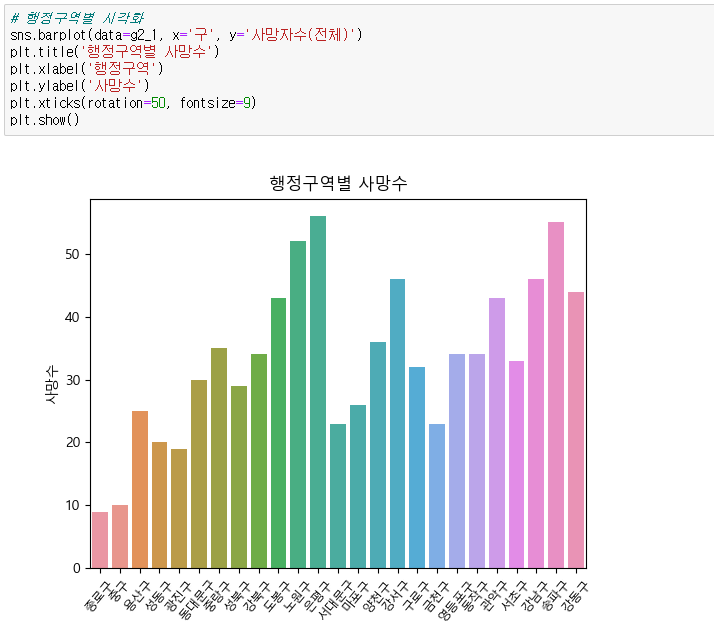 # 행정구역별 시각화
sns.barplot(data=g2_1, x='구', y='사망자수(전체)')
plt.title('행정구역별 사망수')
plt.xlabel('행정구역')
plt.ylabel('사망수')
plt.xticks(rotation=50, fontsize=9)
plt.show()
행정구역별 사망수
50
40
30
20
10
0
사망수
종로구
중구
용산구
성동구
광진구
동대문구
중랑구
성북구
강북구
도봉구
노원구
은평구
서대문구
마포구
양천구
강서구
구로구
금천구
영등포구
동작구
관악구
서초구
강남구
송파구
강동구